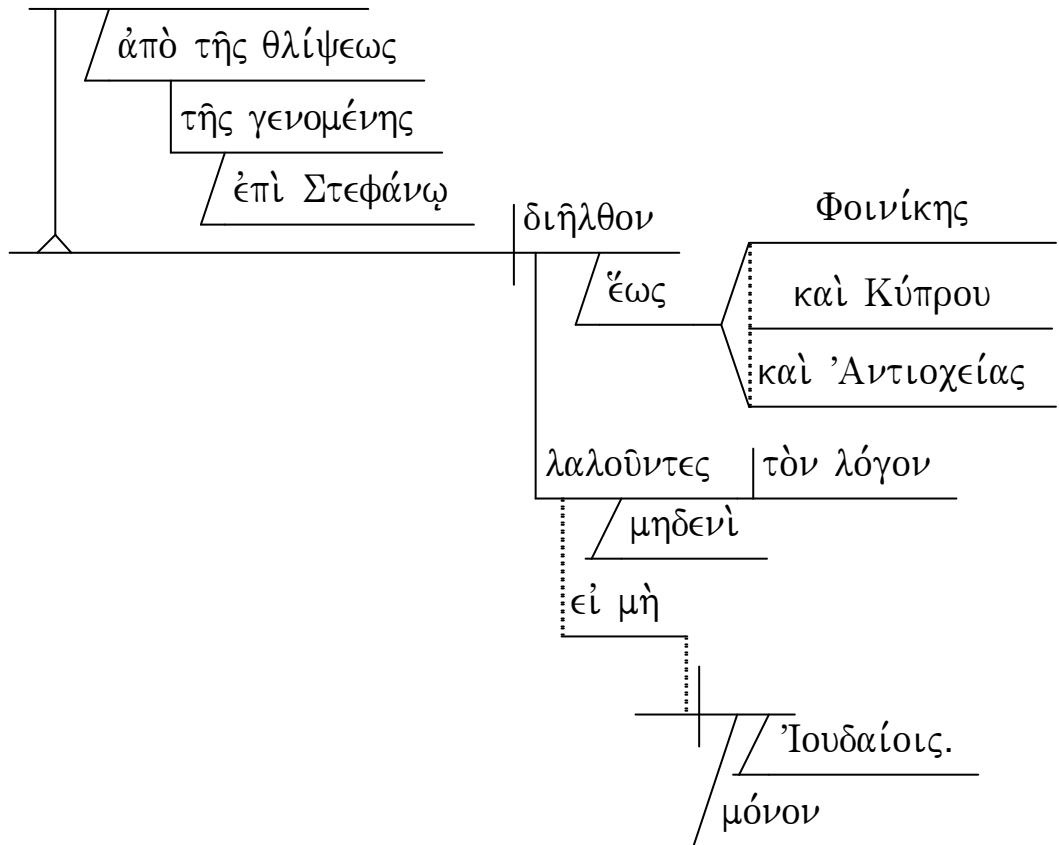 ἀπὸ τῆς θλίψεως
τῆς γενομένης
ἐπὶ Στεφάνῳ
διῆλθον
Φοινίκης
ἕως
καὶ Κύπρου
καὶ Ἀντιοχείας
λαλοῦντες τὸν λόγον
μηδενὶ
εἰ μὴ
Ἰουδαίοις.
μόνον